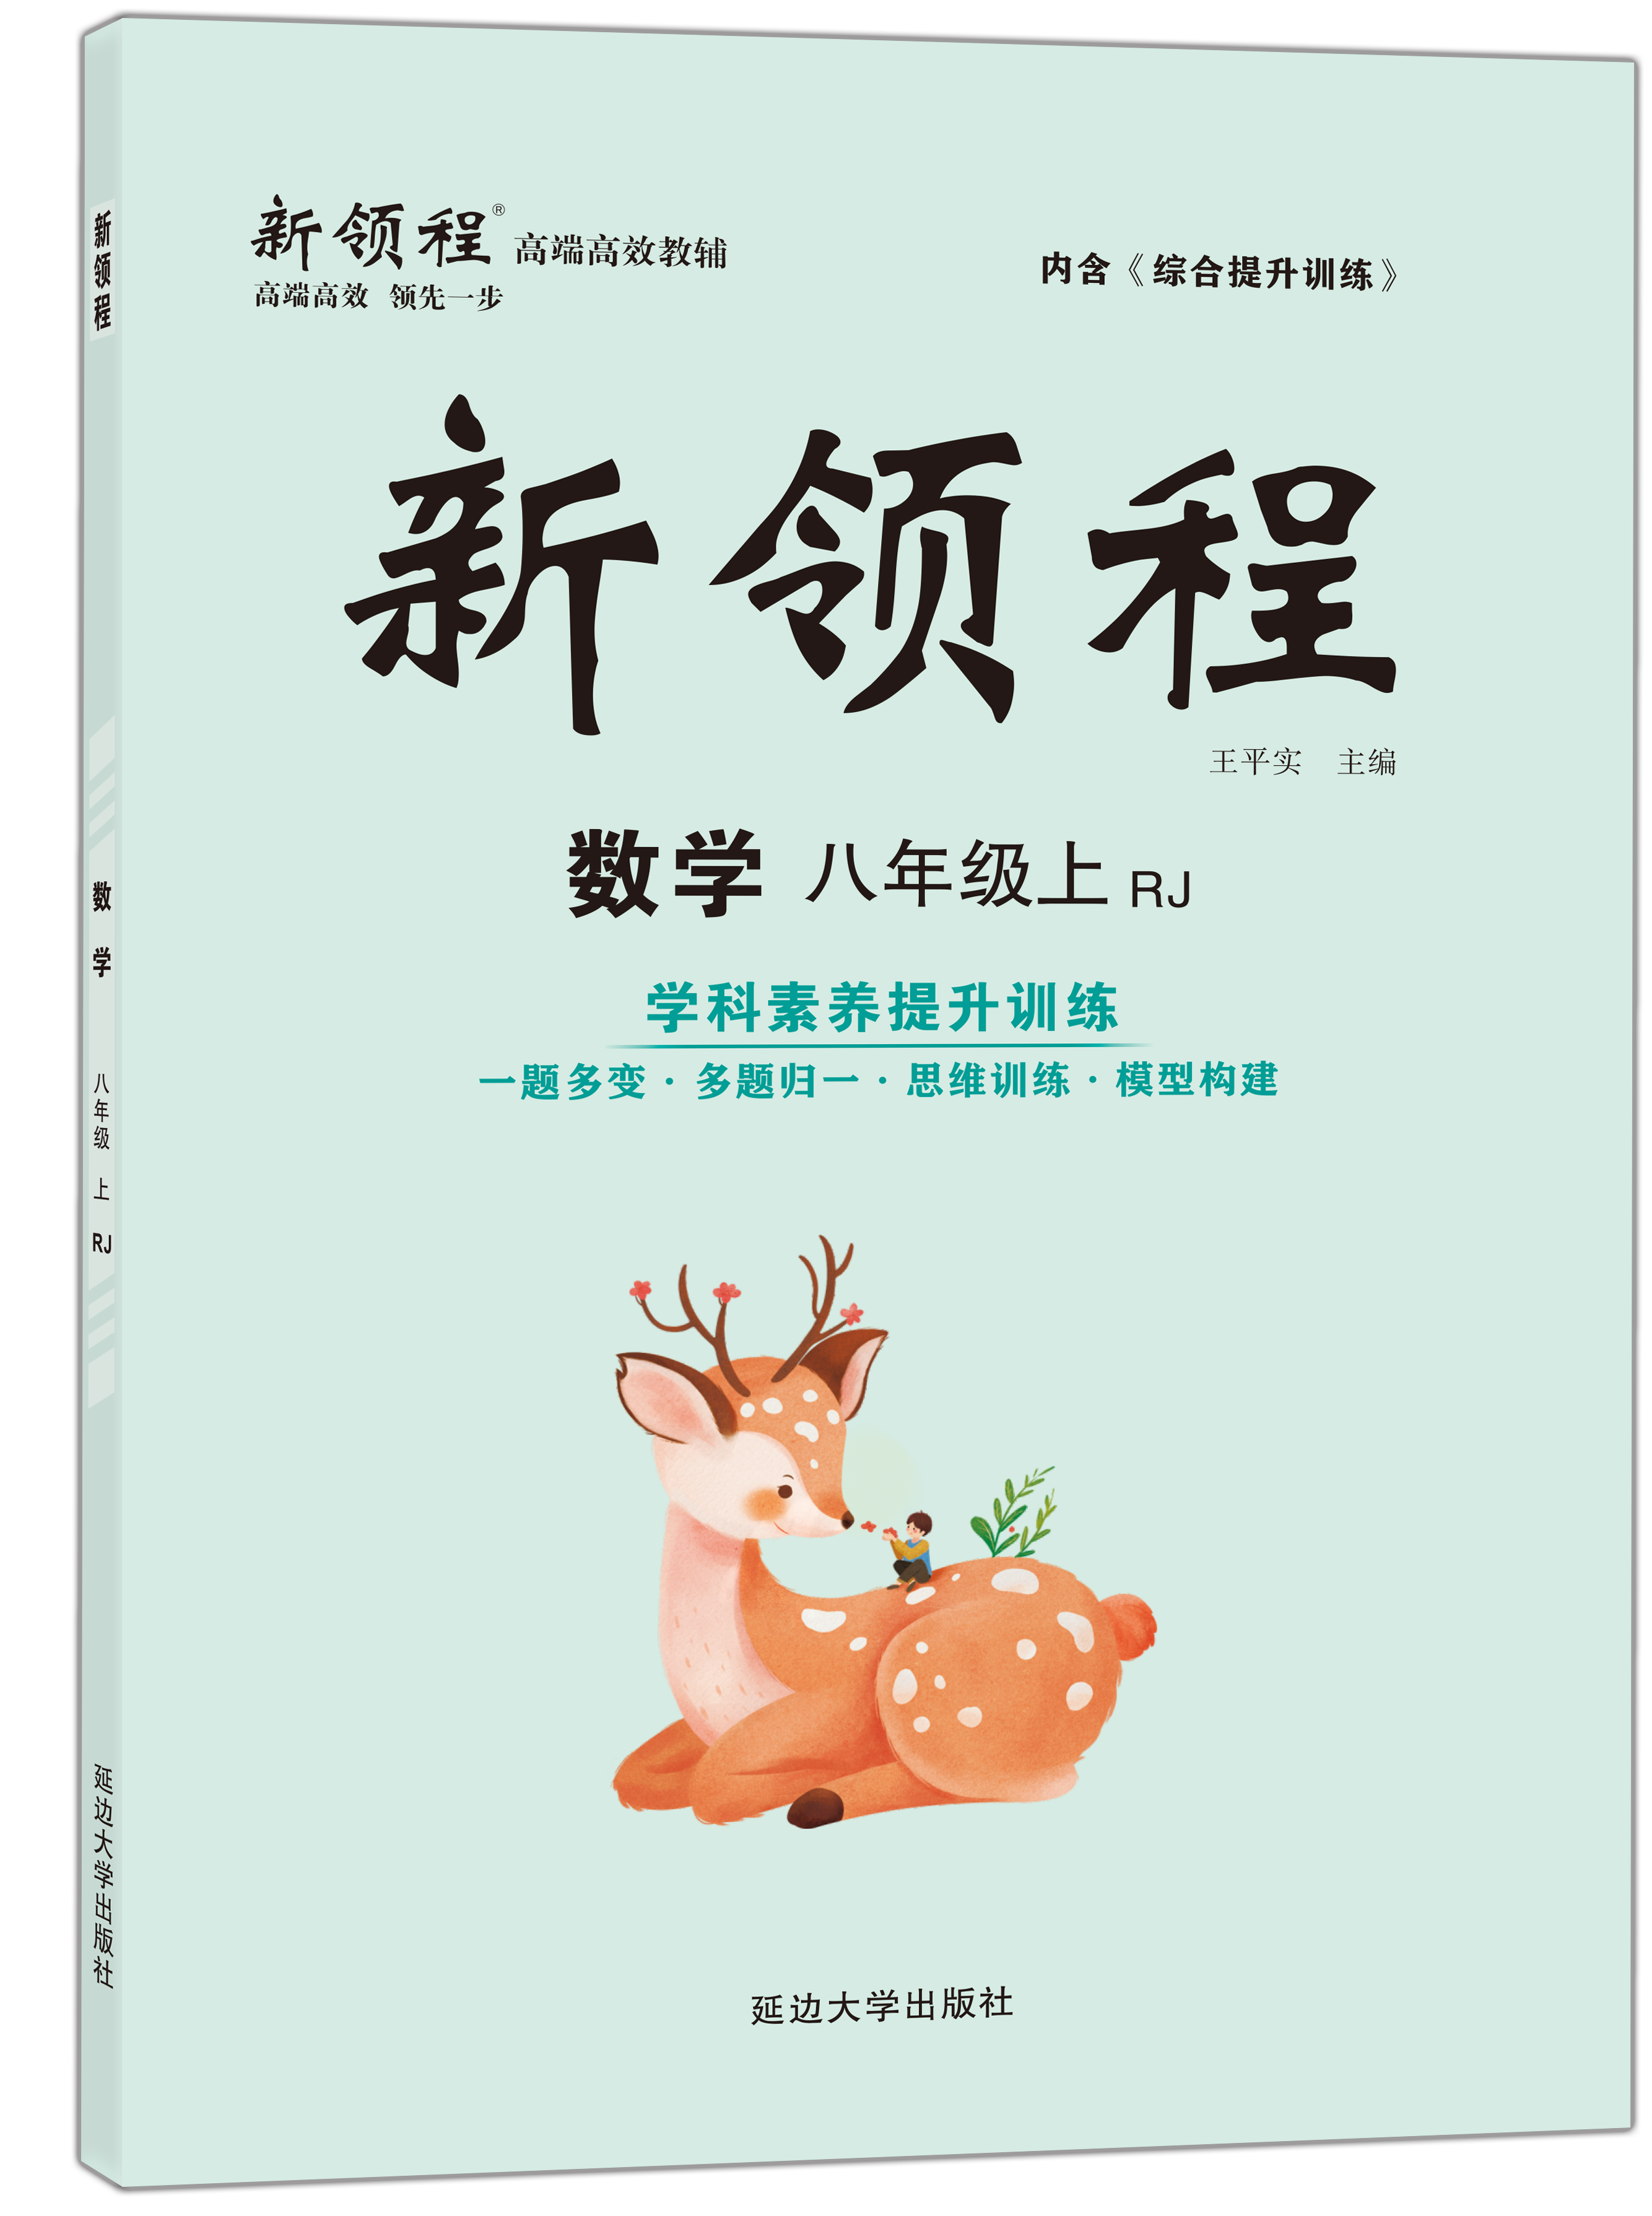 新领程® 高端高效教辅
高端高效 领先一步
内含《综合提升训练》
新领程
王平实 主编
数学 八年级上 RJ
学科素养提升训练
一题多变·多题归一·思维训练·模型构建
延边大学出版社
新领程
数学
八年级 上
RJ
延边大学出版社